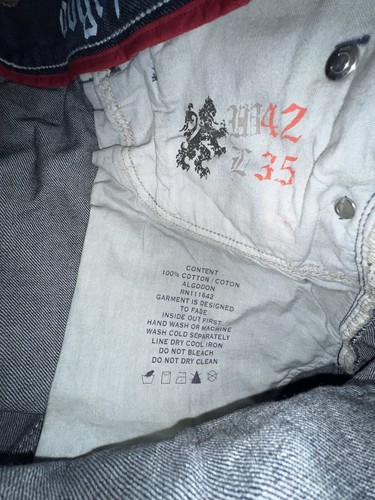 W42
L35
CONTENT
100% COTTON / COTON
ALGODON
RN111642
GARMENT IS DESIGNED
TO FADE
INSIDE OUT FIRST
HAND WASH OR MACHINE
WASH COLD SEPARATELY
LINE DRY COOL IRON
DO NOT BLEACH
DO NOT DRY CLEAN